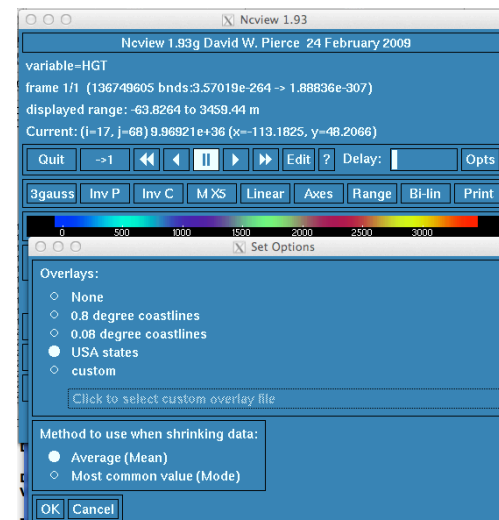 Ncview 1.93
Ncview 1.93g David W. Pierce 24 February 2009
variable=HGT
frame 1/1 (136749605 bnds:3.57019e-264 -> 1.88836e-307)
displayed range: -63.8264 to 3459.44 m
Current: (i=17, j=68) 9.96921e+36 (x=-113.1825, y=48.2066)
Quit ->1 Edit ? Delay: Opts
3gauss Inv P Inv C M X5 Linear Axes Range Bi-lin Print
0 500 1000 1500 2000 2500 3000
Set Options
Overlays:
None
0.8 degree coastlines
0.08 degree coastlines
USA states
custom
Click to select custom overlay file
Method to use when shrinking data:
Average (Mean)
Most common value (Mode)
OK Cancel